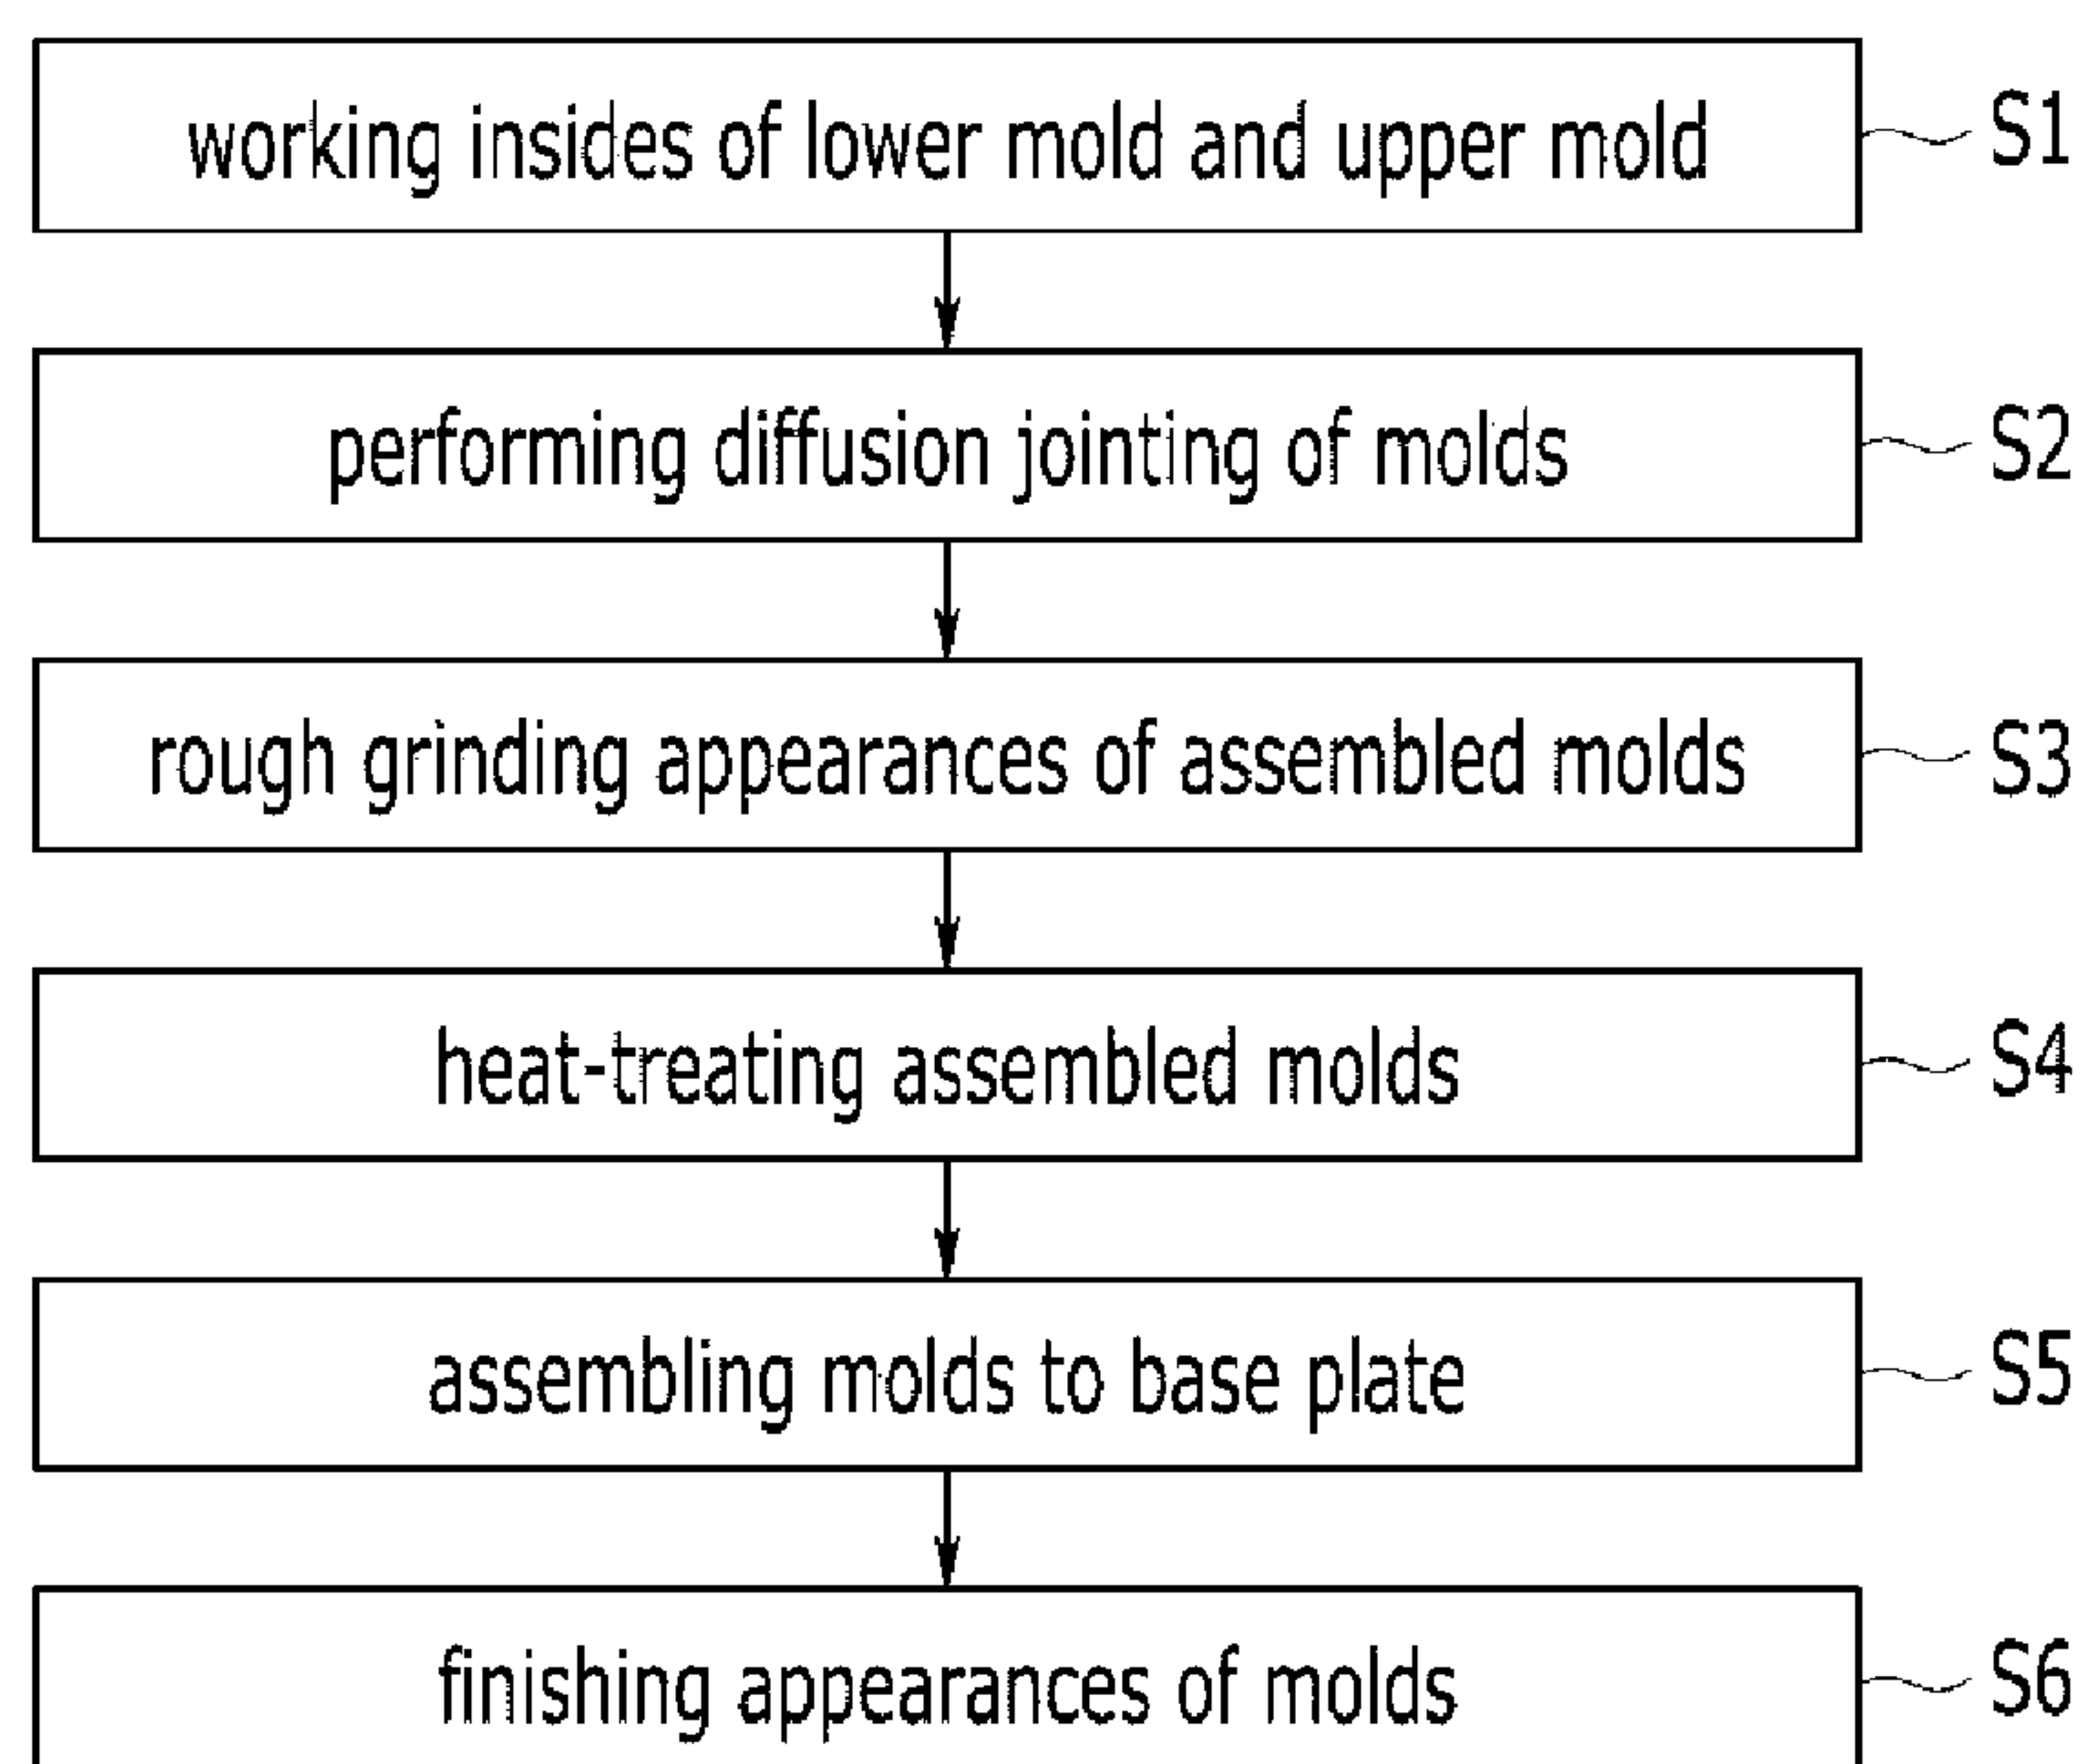 working insides of lower mold and upper mold S1
performing diffusion jointing of molds S2
rough grinding appearances of assembled molds S3
heat-treating assembled molds S4
assembling molds to base plate S5
finishing appearances of molds S6